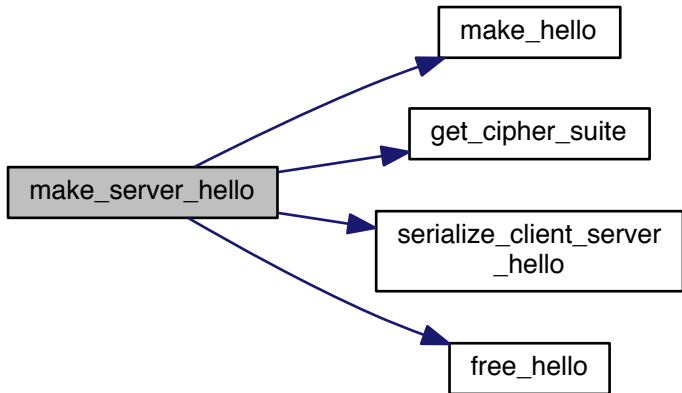 make_hello
get_cipher_suite
make_server_hello
serialize_client_server
_hello
free_hello